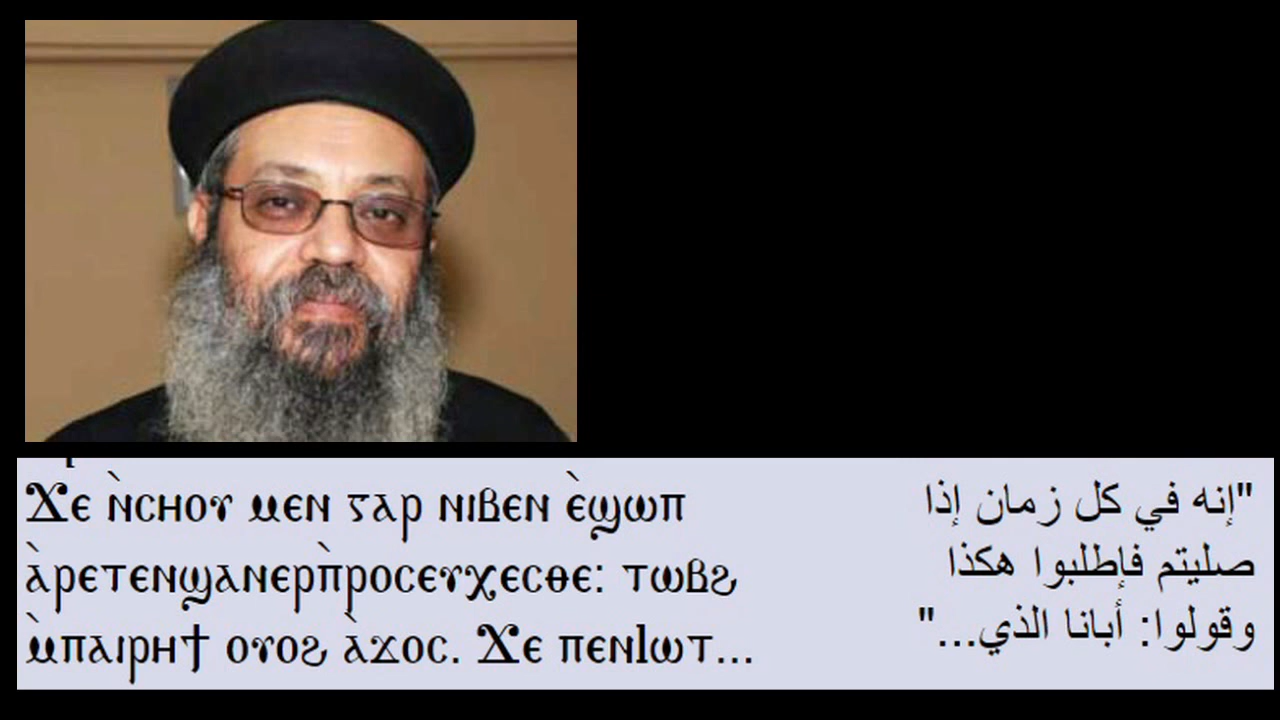 Ϫⲉ ⲛ̀ⲥⲏⲟⲩ ⲙⲉⲛ ⲅⲁⲣ ⲛⲓⲃⲉⲛ ⲉ̀ϣⲱⲡ
ⲁ̀ⲣⲉⲧⲉⲛϣⲁⲛⲉⲣⲡ̀ⲣⲟⲥⲉⲩⲭⲉⲥⲑⲉ: ⲧⲱⲃϩ
ⲙ̀ⲡⲁⲓⲣⲏϯ ⲟⲩⲟϩ ⲁ̀ϫⲟⲥ. Ϫⲉ ⲡⲉⲛⲒⲱⲧ...
"إنه في كل زمان إذا
صليتم فإطلبوا هكذا
وقولوا: أبانا الذي..."